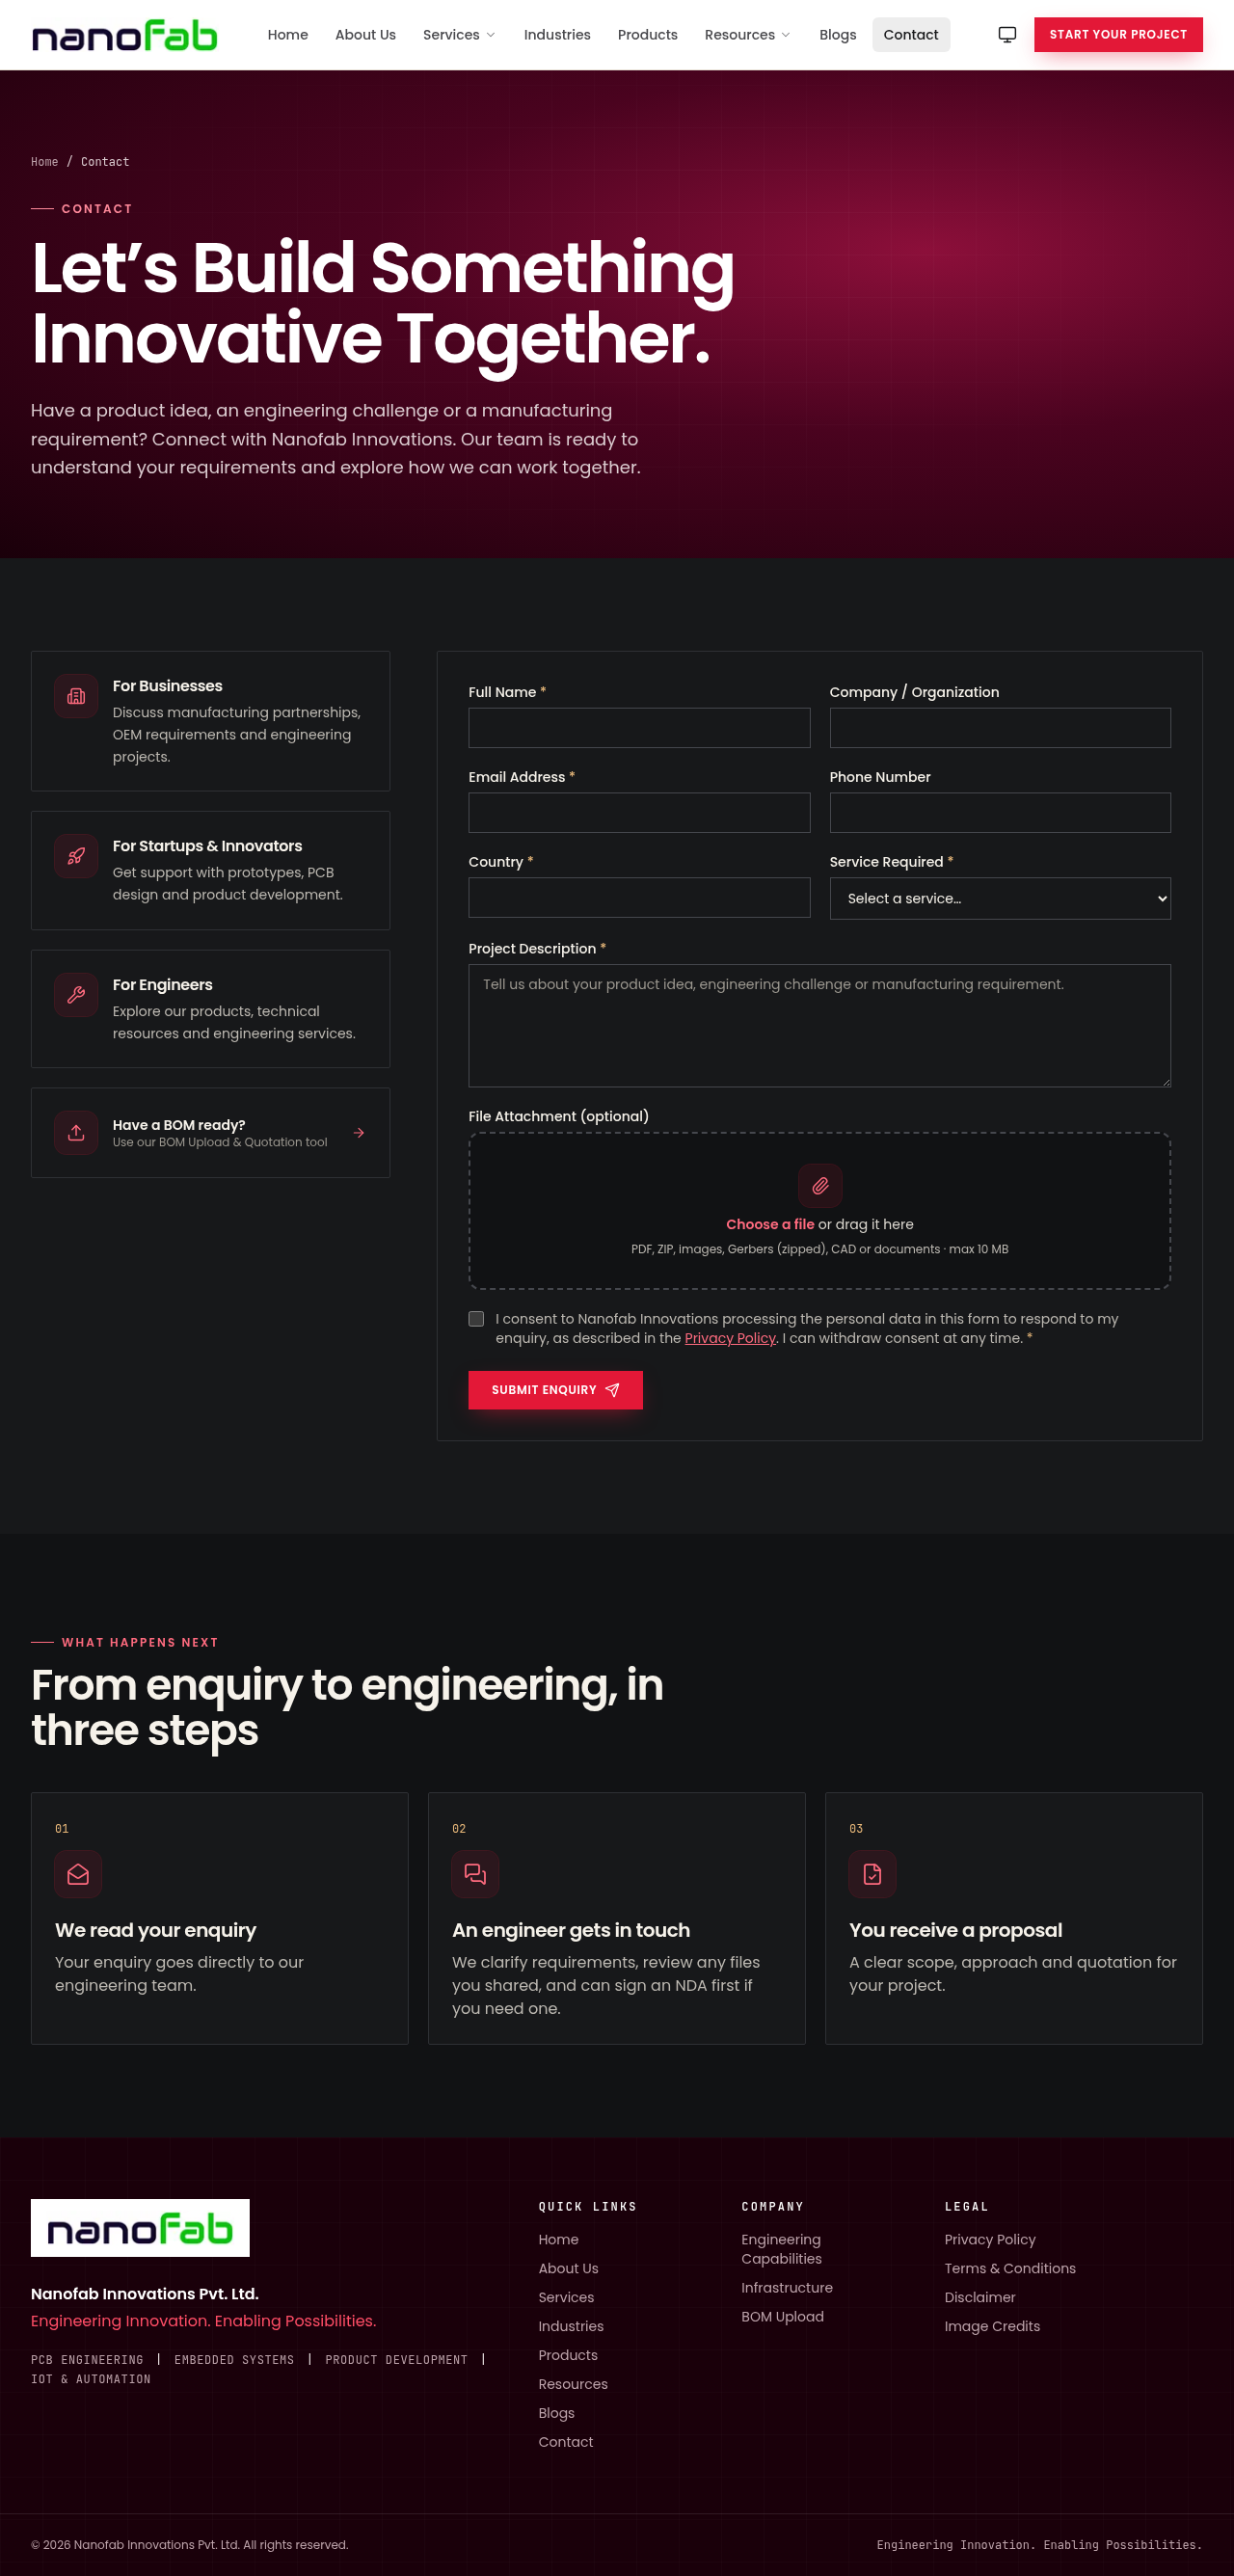 nanoFab
Home
About Us
Services
Industries
Products
Resources
Blogs
Contact
START YOUR PROJECT
Home / Contact
CONTACT
Let’s Build Something
Innovative Together.
Have a product idea, an engineering challenge or a manufacturing
requirement? Connect with Nanofab Innovations. Our team is ready to
understand your requirements and explore how we can work together.
For Businesses
Discuss manufacturing partnerships,
OEM requirements and engineering
projects.
For Startups & Innovators
Get support with prototypes, PCB
design and product development.
For Engineers
Explore our products, technical
resources and engineering services.
Have a BOM ready?
Use our BOM Upload & Quotation tool
Full Name *
Company / Organization
Email Address *
Phone Number
Country *
Service Required *
Select a service…
Project Description *
Tell us about your product idea, engineering challenge or manufacturing requirement.
File Attachment (optional)
Choose a file or drag it here
PDF, ZIP, images, Gerbers (zipped), CAD or documents · max 10 MB
I consent to Nanofab Innovations processing the personal data in this form to respond to my
enquiry, as described in the Privacy Policy. I can withdraw consent at any time. *
SUBMIT ENQUIRY
WHAT HAPPENS NEXT
From enquiry to engineering, in
three steps
01
We read your enquiry
Your enquiry goes directly to our
engineering team.
02
An engineer gets in touch
We clarify requirements, review any files
you shared, and can sign an NDA first if
you need one.
03
You receive a proposal
A clear scope, approach and quotation for
your project.
nanoFab
Nanofab Innovations Pvt. Ltd.
Engineering Innovation. Enabling Possibilities.
PCB ENGINEERING | EMBEDDED SYSTEMS | PRODUCT DEVELOPMENT |
IOT & AUTOMATION
QUICK LINKS
Home
About Us
Services
Industries
Products
Resources
Blogs
Contact
COMPANY
Engineering
Capabilities
Infrastructure
BOM Upload
LEGAL
Privacy Policy
Terms & Conditions
Disclaimer
Image Credits
© 2026 Nanofab Innovations Pvt. Ltd. All rights reserved.
Engineering Innovation. Enabling Possibilities.